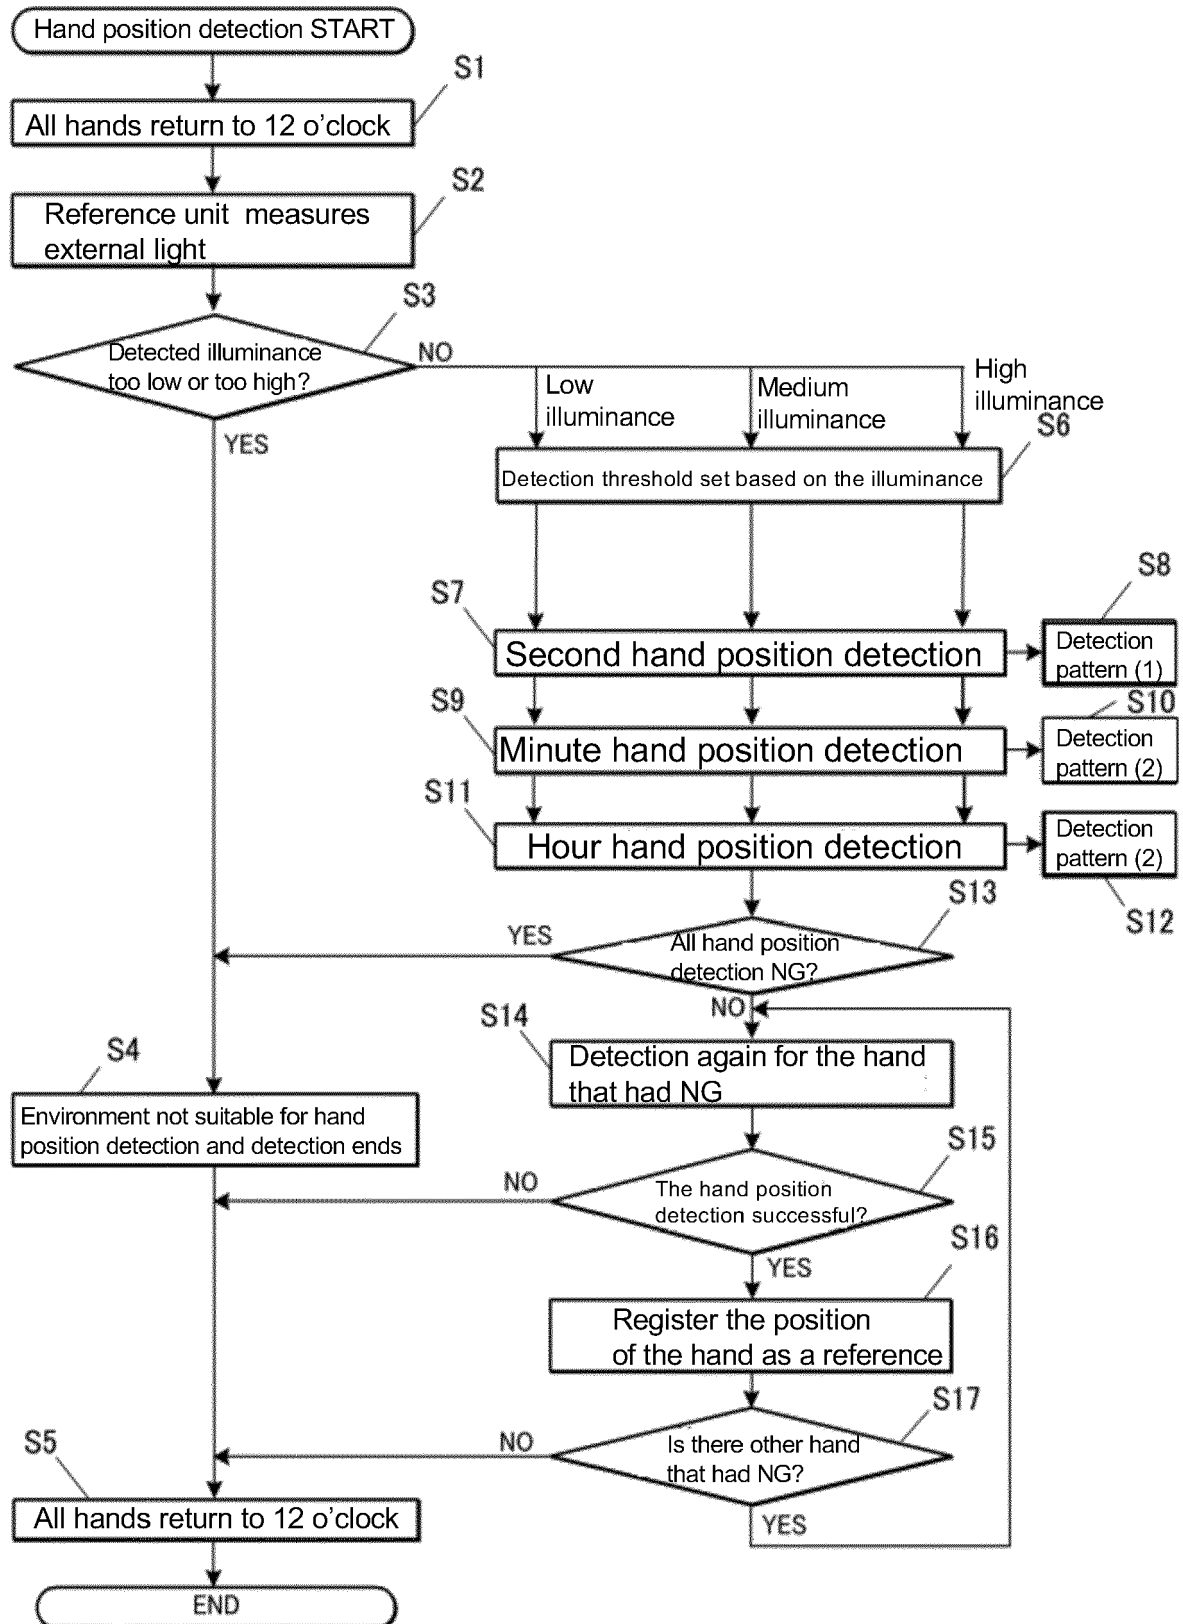 Hand position detection START
S1
All hands return to 12 o'clock
S2
Reference unit measures
external light
S3
Detected illuminance
too low or too high?
NO
YES
Low
illuminance
Medium
illuminance
High
illuminance
S6
Detection threshold set based on the illuminance
S7
Second hand position detection
S8
Detection
pattern (1)
S9
Minute hand position detection
S10
Detection
pattern (2)
S11
Hour hand position detection
Detection
pattern (2)
S12
S13
All hand position
detection NG?
YES
NO
S14
Detection again for the hand
that had NG
S4
Environment not suitable for hand
position detection and detection ends
S15
The hand position
detection successful?
NO
YES
S16
Register the position
of the hand as a reference
S17
Is there other hand
that had NG?
NO
YES
S5
All hands return to 12 o'clock
END